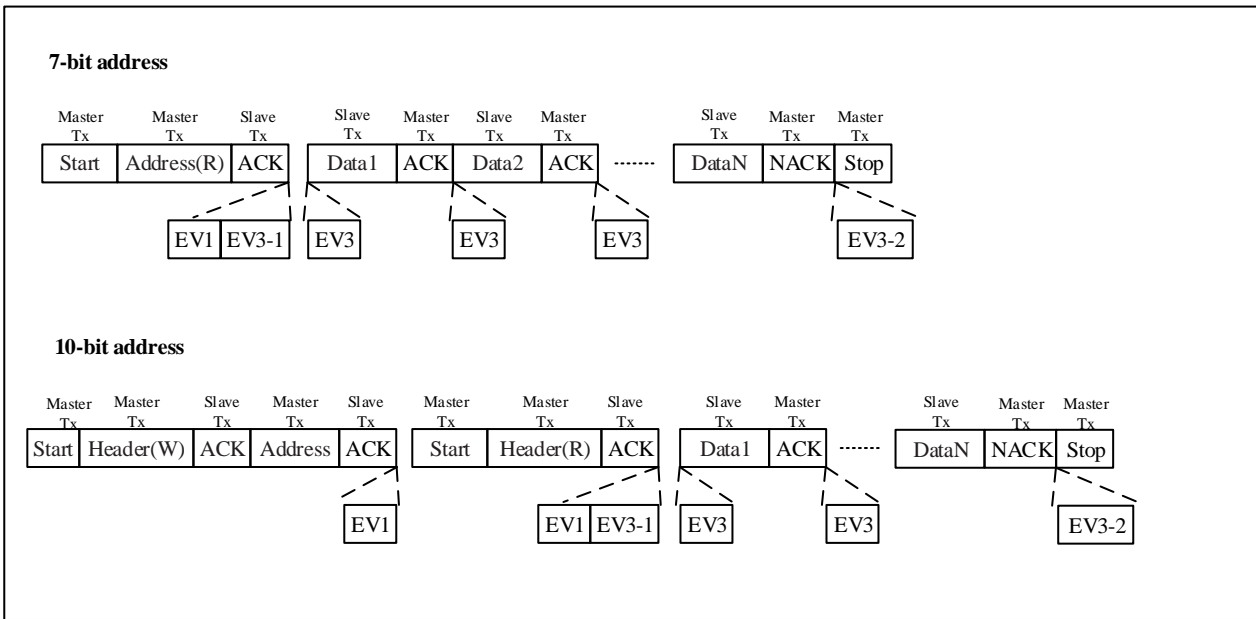 7-bit address
Master Master Slave Slave Master Slave Master Slave Master Master
Tx Tx Tx Tx Tx Tx Tx Tx Tx Tx
Start Address(R) ACK Data1 ACK Data2 ACK ........ DataN NACK Stop
EV1 EV3-1 EV3 EV3 EV3 EV3-2
10-bit address
Master Master Slave Master Slave Master Master Slave Slave Master Slave Master Master
Tx Tx Tx Tx Tx Tx Tx Tx Tx Tx Tx Tx Tx
Start Header(W) ACK Address ACK Start Header(R) ACK Data1 ACK ........ DataN NACK Stop
EV1 EV1 EV3-1 EV3 EV3 EV3-2